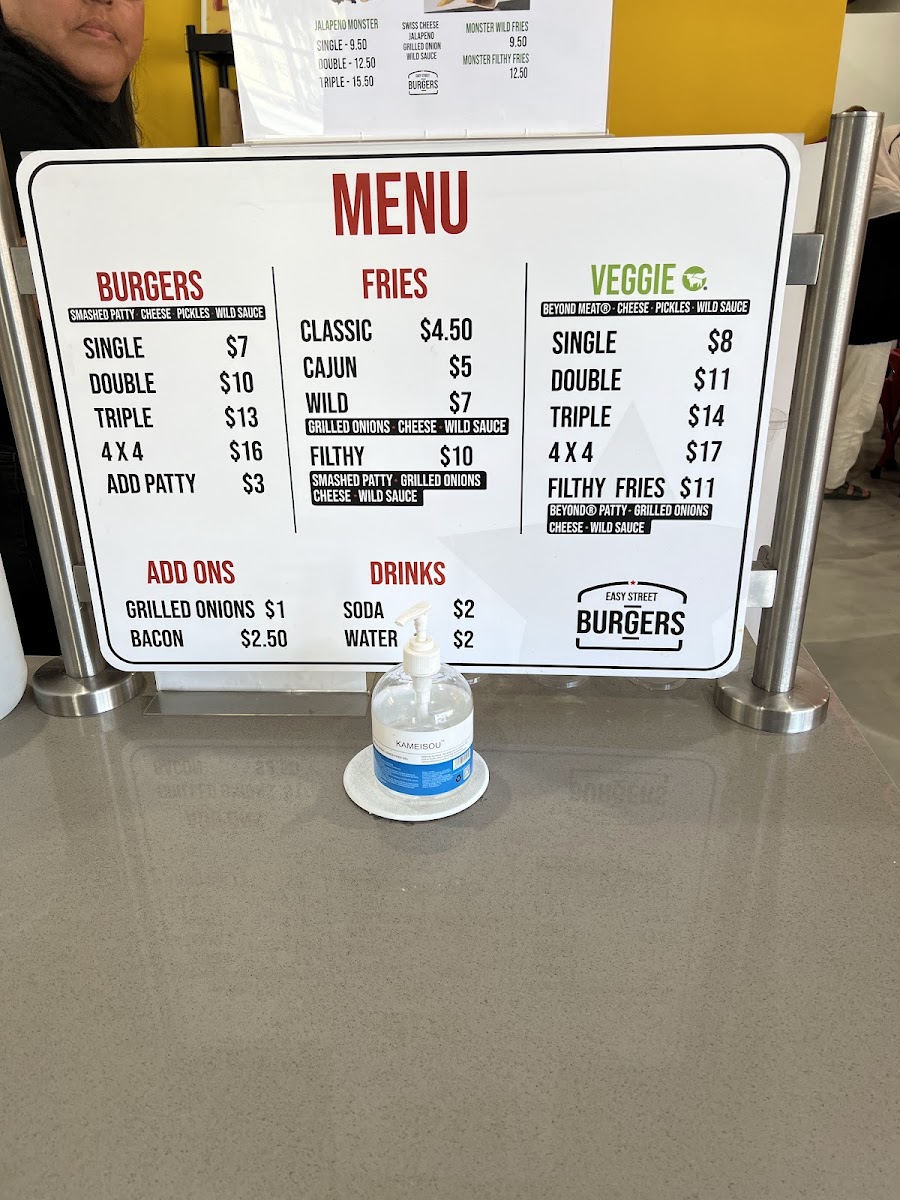 JALAPENO MONSTER
SINGLE - 9.50
DOUBLE - 12.50
TRIPLE - 15.50
SWISS CHEESE
JALAPENO
GRILLED ONION
WILD SAUCE
EASY STREET
BURGERS
MONSTER WILD FRIES
9.50
MONSTER FILTHY FRIES
12.50
MENU
BURGERS
SMASHED PATTY · CHEESE · PICKLES · WILD SAUCE
SINGLE $7
DOUBLE $10
TRIPLE $13
4 X 4 $16
ADD PATTY $3
FRIES
CLASSIC $4.50
CAJUN $5
WILD $7
GRILLED ONIONS · CHEESE · WILD SAUCE
FILTHY $10
SMASHED PATTY · GRILLED ONIONS
CHEESE · WILD SAUCE
VEGGIE
BEYOND MEAT® · CHEESE · PICKLES · WILD SAUCE
SINGLE $8
DOUBLE $11
TRIPLE $14
4 X 4 $17
FILTHY FRIES $11
BEYOND® PATTY · GRILLED ONIONS
CHEESE · WILD SAUCE
ADD ONS
GRILLED ONIONS $1
BACON $2.50
DRINKS
SODA $2
WATER $2
EASY STREET
BURGERS
KAMEISOU™